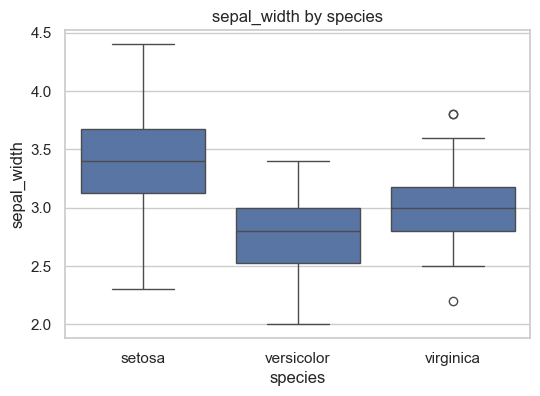 sepal_width by species
4.5
4.0
3.5
3.0
2.5
2.0
sepal_width
setosa
versicolor
virginica
species